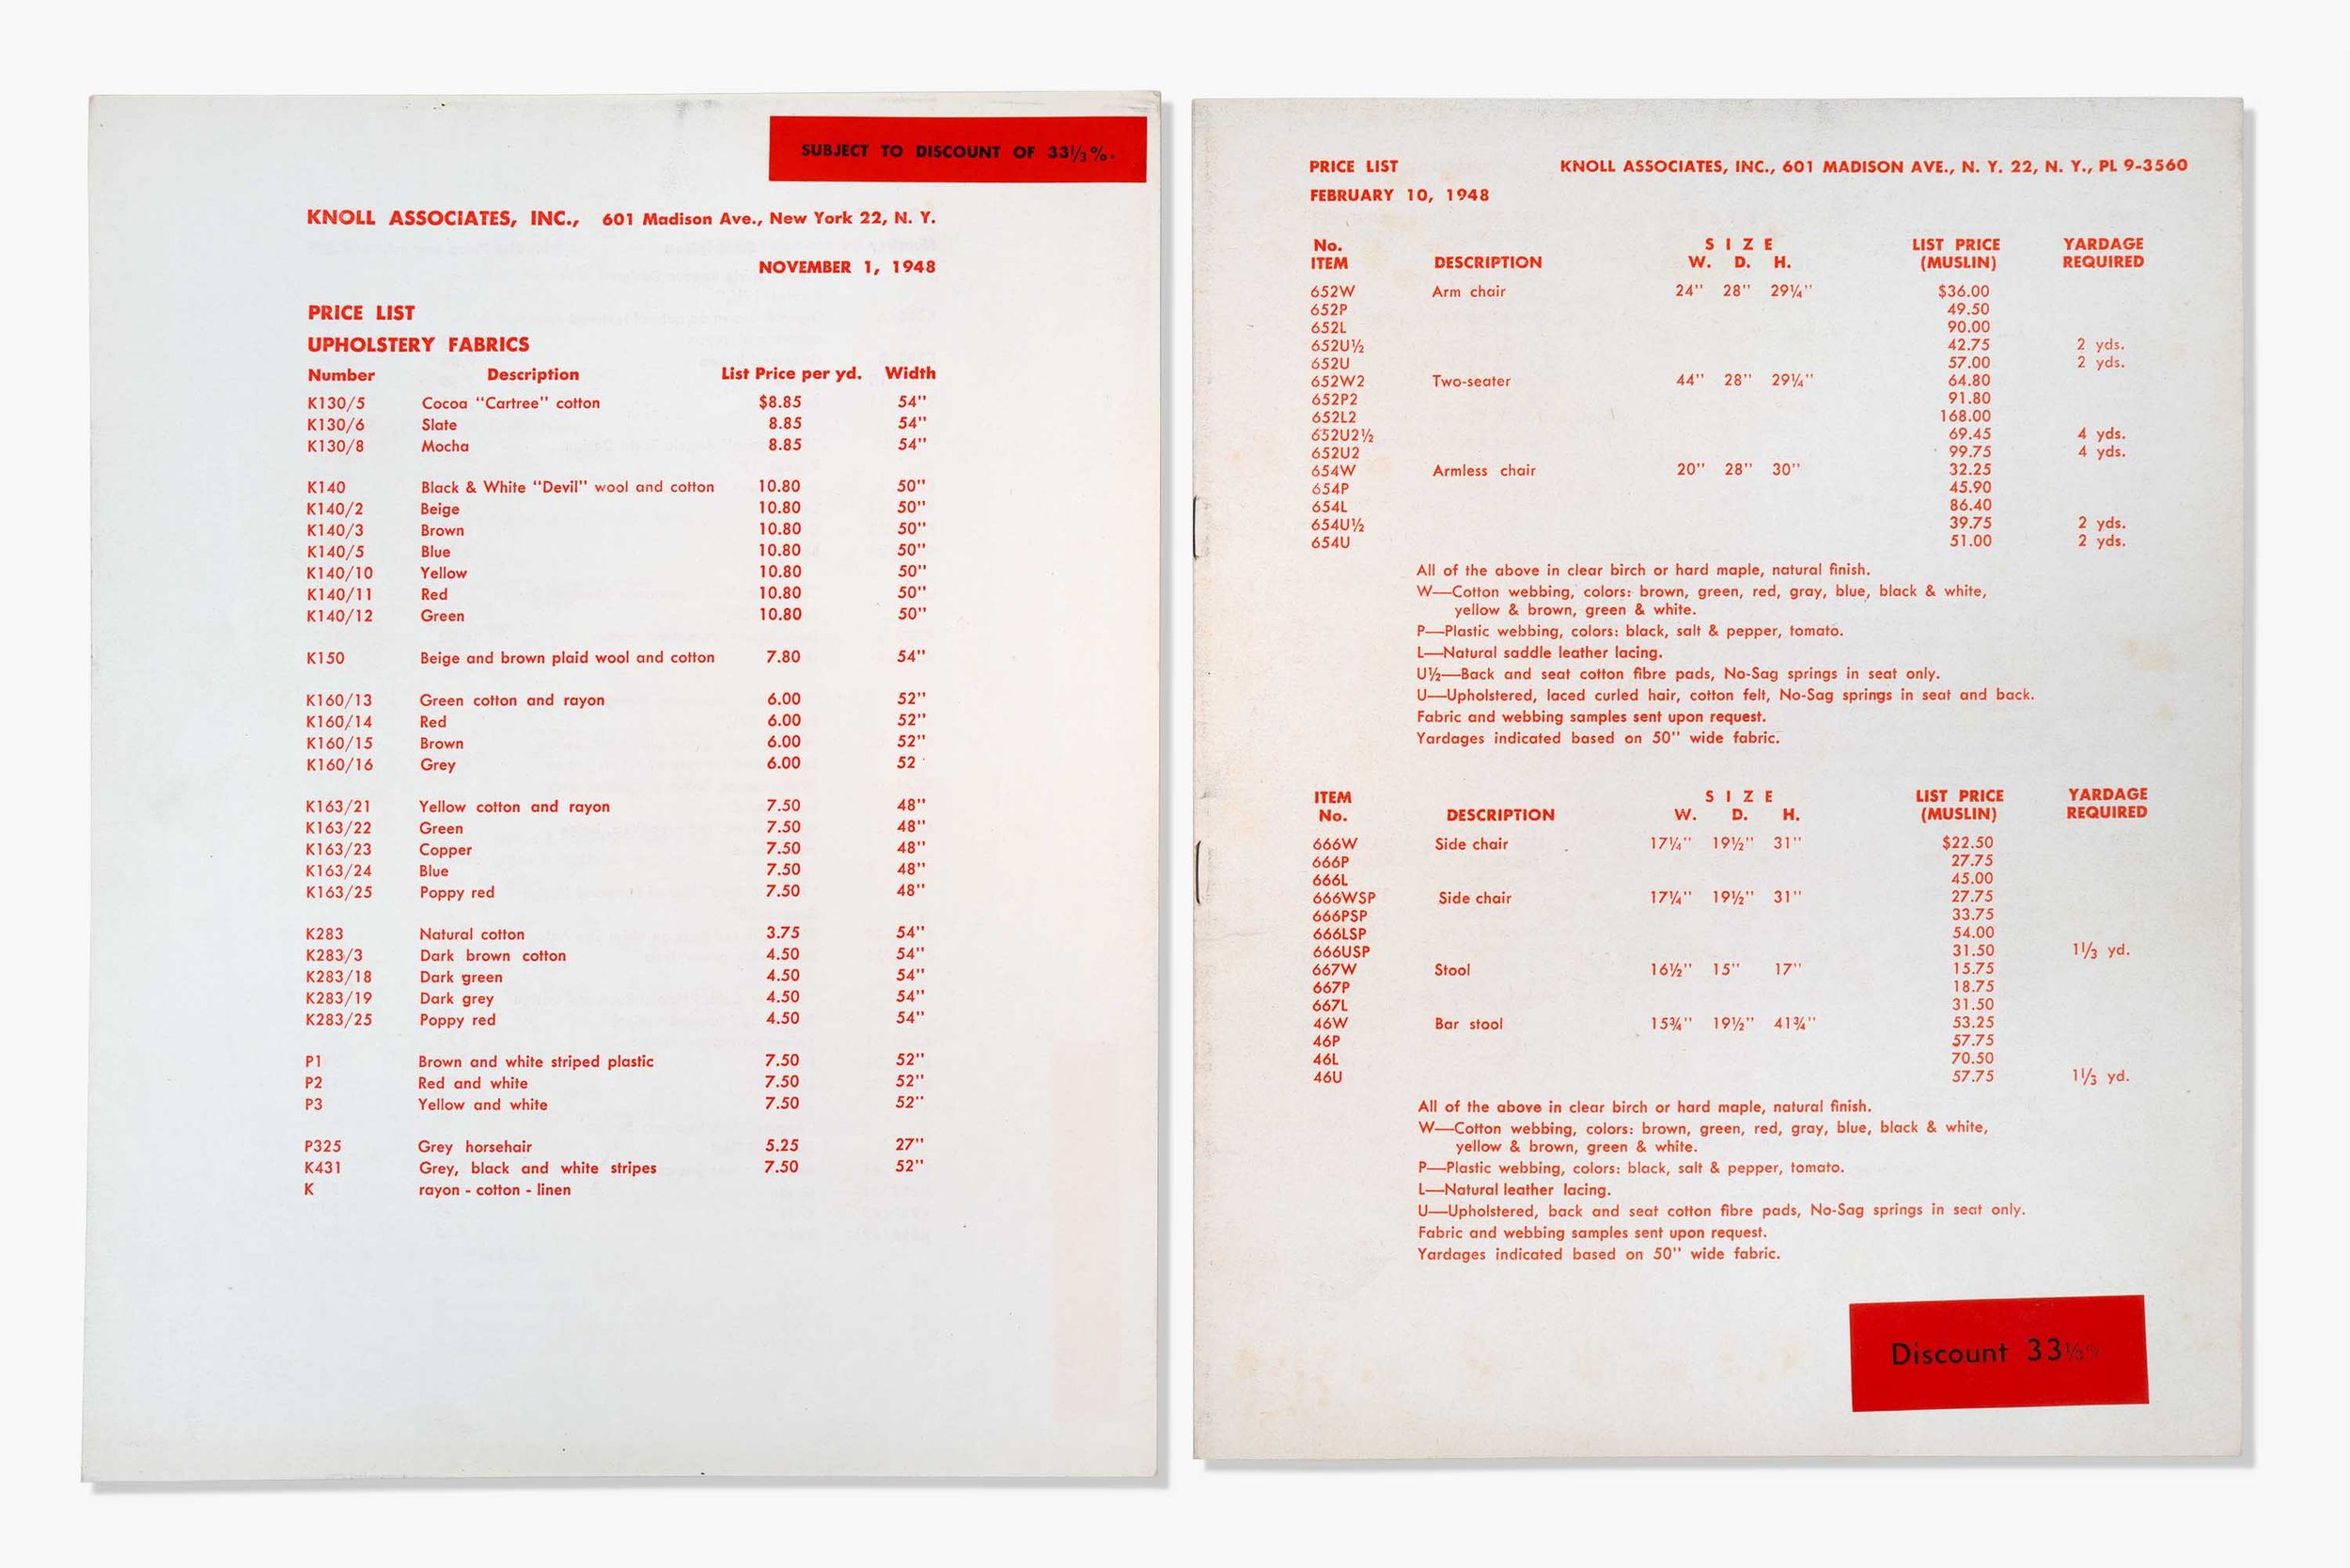 SUBJECT TO DISCOUNT OF 33⅓%.
KNOLL ASSOCIATES, INC., 601 Madison Ave., New York 22, N. Y.
NOVEMBER 1, 1948
PRICE LIST
UPHOLSTERY FABRICS
Number Description List Price per yd. Width
K130/5 Cocoa "Cartree" cotton $8.85 54''
K130/6 Slate 8.85 54''
K130/8 Mocha 8.85 54''
K140 Black & White "Devil" wool and cotton 10.80 50''
K140/2 Beige 10.80 50''
K140/3 Brown 10.80 50''
K140/5 Blue 10.80 50''
K140/10 Yellow 10.80 50''
K140/11 Red 10.80 50''
K140/12 Green 10.80 50''
K150 Beige and brown plaid wool and cotton 7.80 54''
K160/13 Green cotton and rayon 6.00 52''
K160/14 Red 6.00 52''
K160/15 Brown 6.00 52''
K160/16 Grey 6.00 52
K163/21 Yellow cotton and rayon 7.50 48''
K163/22 Green 7.50 48''
K163/23 Copper 7.50 48''
K163/24 Blue 7.50 48''
K163/25 Poppy red 7.50 48''
K283 Natural cotton 3.75 54''
K283/3 Dark brown cotton 4.50 54''
K283/18 Dark green 4.50 54''
K283/19 Dark grey 4.50 54''
K283/25 Poppy red 4.50 54''
P1 Brown and white striped plastic 7.50 52''
P2 Red and white 7.50 52''
P3 Yellow and white 7.50 52''
P325 Grey horsehair 5.25 27''
K431 Grey, black and white stripes 7.50 52''
K rayon - cotton - linen
PRICE LIST KNOLL ASSOCIATES, INC., 601 MADISON AVE., N. Y. 22, N. Y., PL 9-3560
FEBRUARY 10, 1948
No. SIZE LIST PRICE YARDAGE
ITEM DESCRIPTION W. D. H. (MUSLIN) REQUIRED
652W Arm chair 24'' 28'' 29¼'' $36.00
652P 49.50
652L 90.00
652U½ 42.75 2 yds.
652U 57.00 2 yds.
652W2 Two-seater 44'' 28'' 29¼'' 64.80
652P2 91.80
652L2 168.00
652U2½ 69.45 4 yds.
652U2 99.75 4 yds.
654W Armless chair 20'' 28'' 30'' 32.25
654P 45.90
654L 86.40
654U½ 39.75 2 yds.
654U 51.00 2 yds.
All of the above in clear birch or hard maple, natural finish.
W—Cotton webbing, colors: brown, green, red, gray, blue, black & white,
yellow & brown, green & white.
P—Plastic webbing, colors: black, salt & pepper, tomato.
L—Natural saddle leather lacing.
U½—Back and seat cotton fibre pads, No-Sag springs in seat only.
U—Upholstered, laced curled hair, cotton felt, No-Sag springs in seat and back.
Fabric and webbing samples sent upon request.
Yardages indicated based on 50'' wide fabric.
ITEM SIZE LIST PRICE YARDAGE
No. DESCRIPTION W. D. H. (MUSLIN) REQUIRED
666W Side chair 17¼'' 19½'' 31'' $22.50
666P 27.75
666L 45.00
666WSP Side chair 17¼'' 19½'' 31'' 27.75
666PSP 33.75
666LSP 54.00
666USP 31.50 1⅓ yd.
667W Stool 16½'' 15'' 17'' 15.75
667P 18.75
667L 31.50
46W Bar stool 15¾'' 19½'' 41¾'' 53.25
46P 57.75
46L 70.50
46U 57.75 1⅓ yd.
All of the above in clear birch or hard maple, natural finish.
W—Cotton webbing, colors: brown, green, red, gray, blue, black & white,
yellow & brown, green & white.
P—Plastic webbing, colors: black, salt & pepper, tomato.
L—Natural leather lacing.
U—Upholstered, back and seat cotton fibre pads, No-Sag springs in seat only.
Fabric and webbing samples sent upon request.
Yardages indicated based on 50'' wide fabric.
Discount 33⅓%